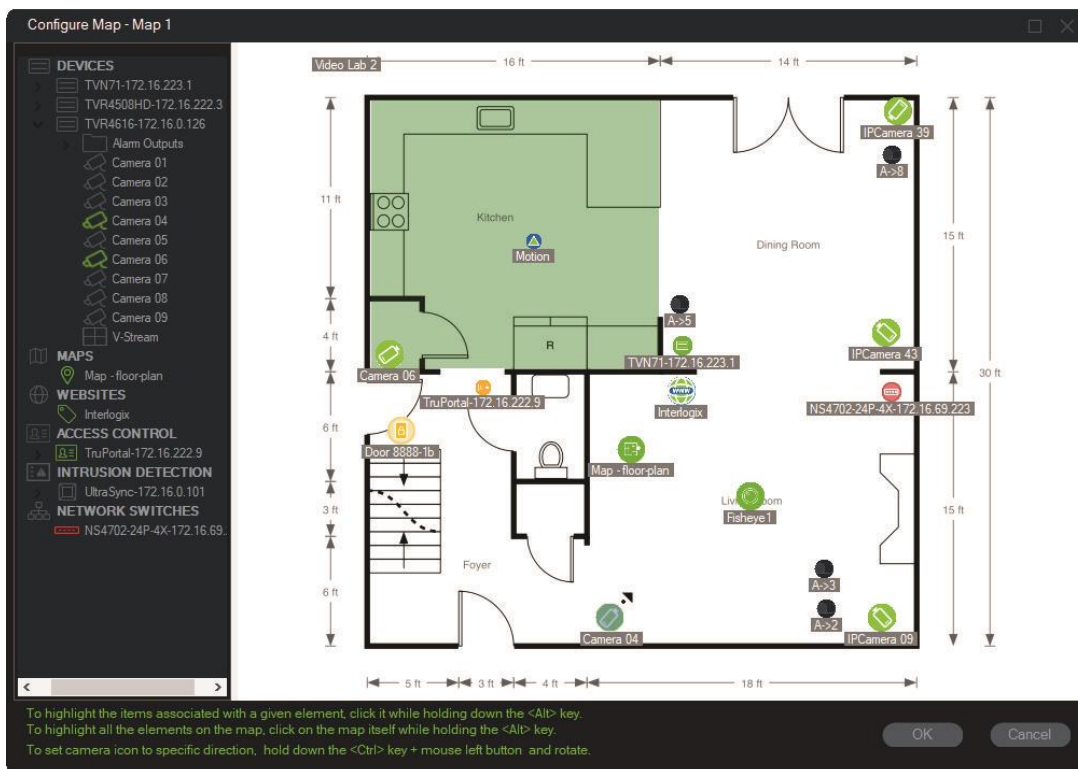 Configure Map - Map 1
DEVICES
TVN71-172.16.223.1
TVR4508HD-172.16.222.3
TVR4616-172.16.0.126
Alarm Outputs
Camera 01
Camera 02
Camera 03
Camera 04
Camera 05
Camera 06
Camera 07
Camera 08
Camera 09
V-Stream
MAPS
Map - floor-plan
WEBSITES
Interlogix
ACCESS CONTROL
TruPortal-172.16.222.9
INTRUSION DETECTION
UltraSync-172.16.0.101
NETWORK SWITCHES
NS4702-24P-4X-172.16.69..
Video Lab 2
16 ft
14 ft
IPCamera 39
A->8
11 ft
Kitchen
Motion
Dining Room
15 ft
A->5
4 ft
R
TVN71-172.16.223.1
IPCamera 43
Camera 06
30 ft
TruPortal-172.16.222.9
Interlogix
NS4702-24P-4X-172.16.69.223
6 ft
Door 8888-1b
Map - floor-plan
3 ft
Living Room
Fisheye1
15 ft
Foyer
6 ft
A->3
A->2
Camera 04
IPCamera 09
5 ft
3 ft
4 ft
18 ft
To highlight the items associated with a given element, click it while holding down the <Alt> key.
To highlight all the elements on the map, click on the map itself while holding the <Alt> key.
To set camera icon to specific direction, hold down the <Ctrl> key + mouse left button and rotate.
OK
Cancel